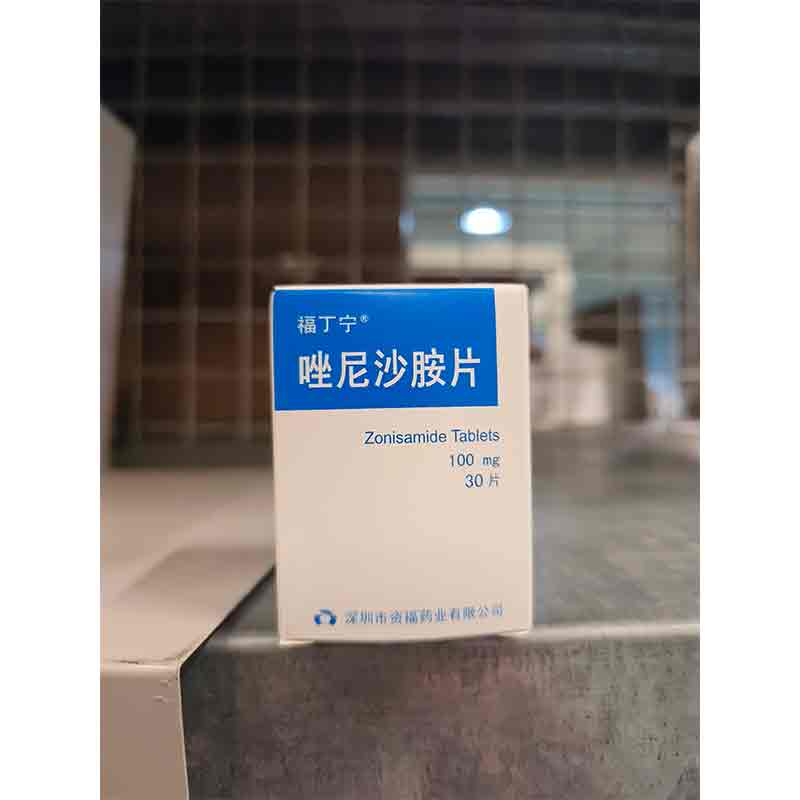 福丁宁®
唑尼沙胺片
Zonisamide Tablets
100 mg
30片
深圳市资福药业有限公司